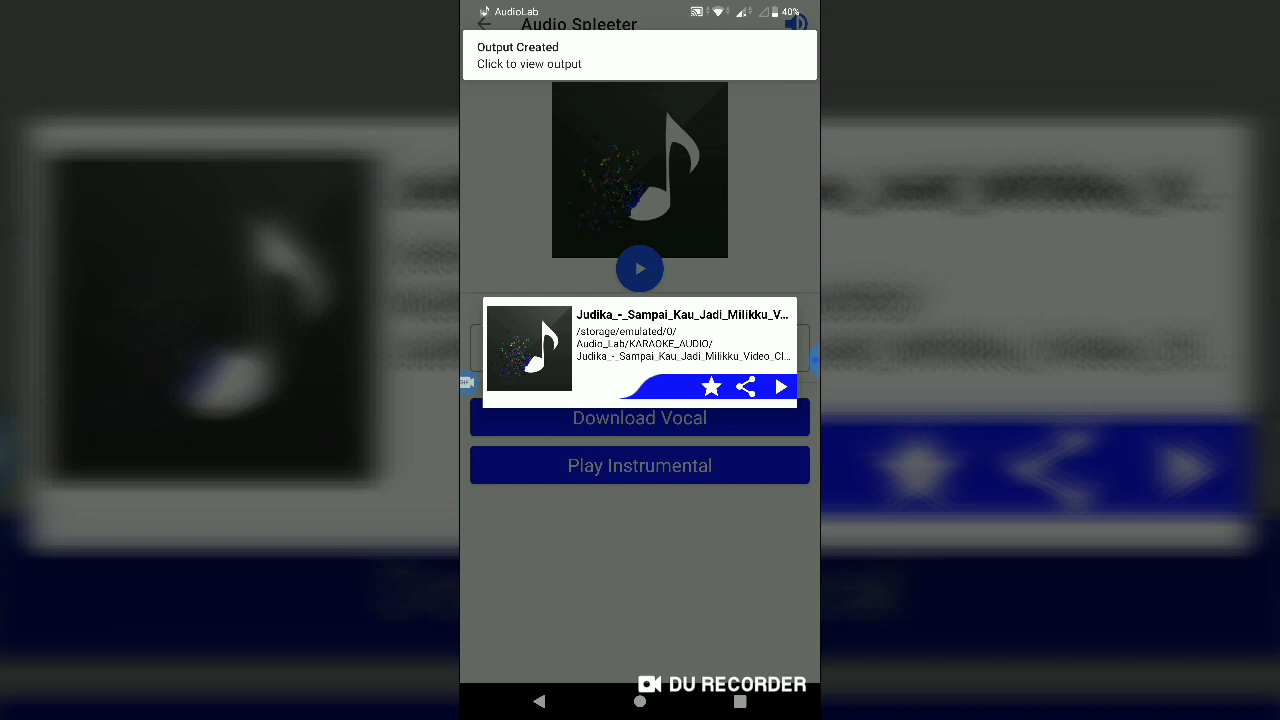 AudioLab
40%
Audio Spleeter
Output Created
Click to view output
Judika_-_Sampai_Kau_Jadi_Milikku_V...
/storage/emulated/0/
Audio_Lab/KARAOKE_AUDIO/
Judika_-_Sampai_Kau_Jadi_Milikku_Video_Cl...
GIF
Download Vocal
Play Instrumental
DU RECORDER